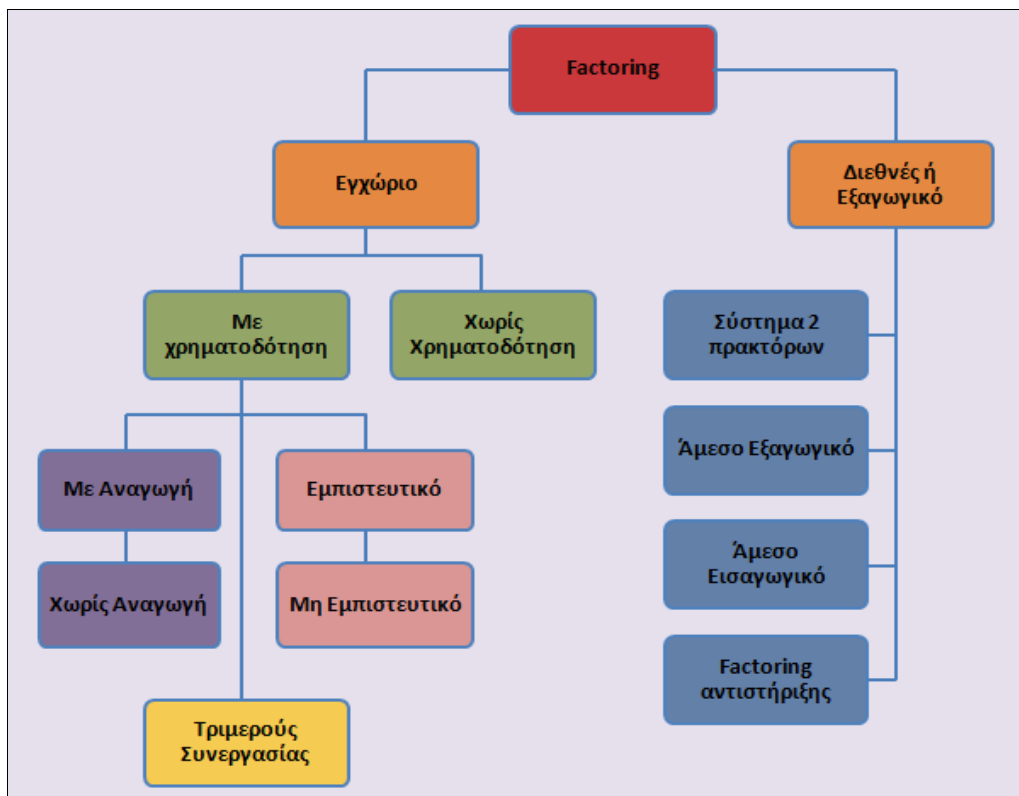 Factoring
Εγχώριο
Διεθνές ή
Εξαγωγικό
Με
χρηματοδότηση
Χωρίς
Χρηματοδότηση
Σύστημα 2
πρακτόρων
Άμεσο Εξαγωγικό
Με Αναγωγή
Εμπιστευτικό
Άμεσο
Εισαγωγικό
Χωρίς Αναγωγή
Μη Εμπιστευτικό
Factoring
αντιστήριξης
Τριμερούς
Συνεργασίας